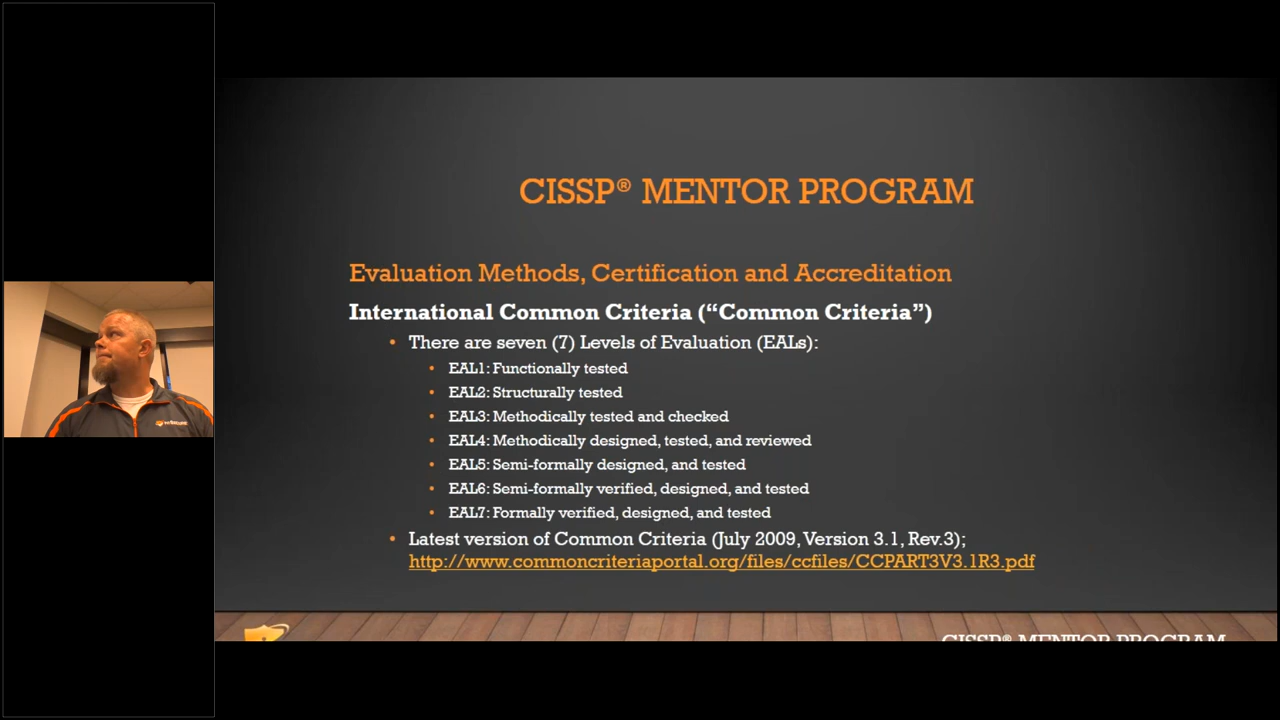 CISSP® MENTOR PROGRAM
Evaluation Methods, Certification and Accreditation
International Common Criteria (“Common Criteria”)
• There are seven (7) Levels of Evaluation (EALs):
• EAL1: Functionally tested
• EAL2: Structurally tested
• EAL3: Methodically tested and checked
• EAL4: Methodically designed, tested, and reviewed
• EAL5: Semi-formally designed, and tested
• EAL6: Semi-formally verified, designed, and tested
• EAL7: Formally verified, designed, and tested
• Latest version of Common Criteria (July 2009, Version 3.1, Rev.3);
http://www.commoncriteriaportal.org/files/ccfiles/CCPART3V3.1R3.pdf
CISSP® MENTOR PROGRAM